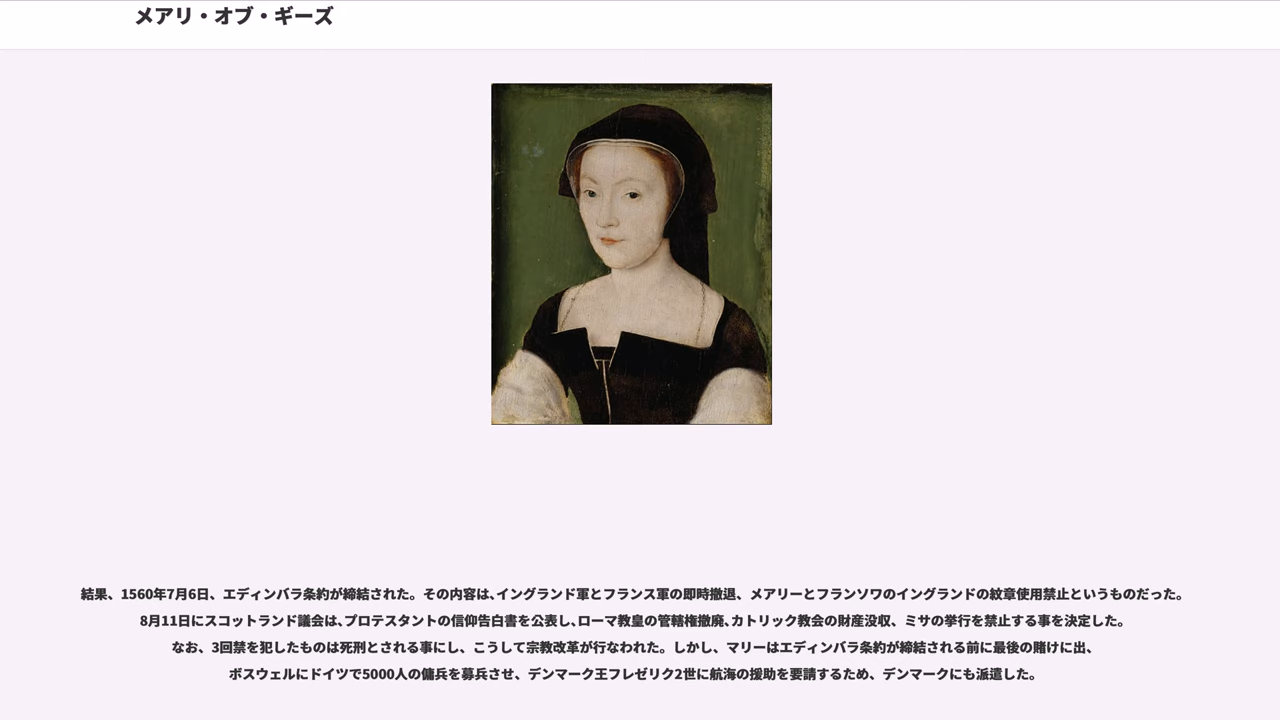 メアリ・オブ・ギーズ
結果、1560年7月6日、エディンバラ条約が締結された。その内容は、イングランド軍とフランス軍の即時撤退、メアリーとフランソワのイングランドの紋章使用禁止というものだった。
8月11日にスコットランド議会は、プロテスタントの信仰告白書を公表し、ローマ教皇の管轄権撤廃、カトリック教会の財産没収、ミサの挙行を禁止する事を決定した。
なお、3回禁を犯したものは死刑とされる事にし、こうして宗教改革が行なわれた。しかし、マリーはエディンバラ条約が締結される前に最後の賭けに出、
ボスウェルにドイツで5000人の傭兵を募兵させ、デンマーク王フレゼリク2世に航海の援助を要請するため、デンマークにも派遣した。